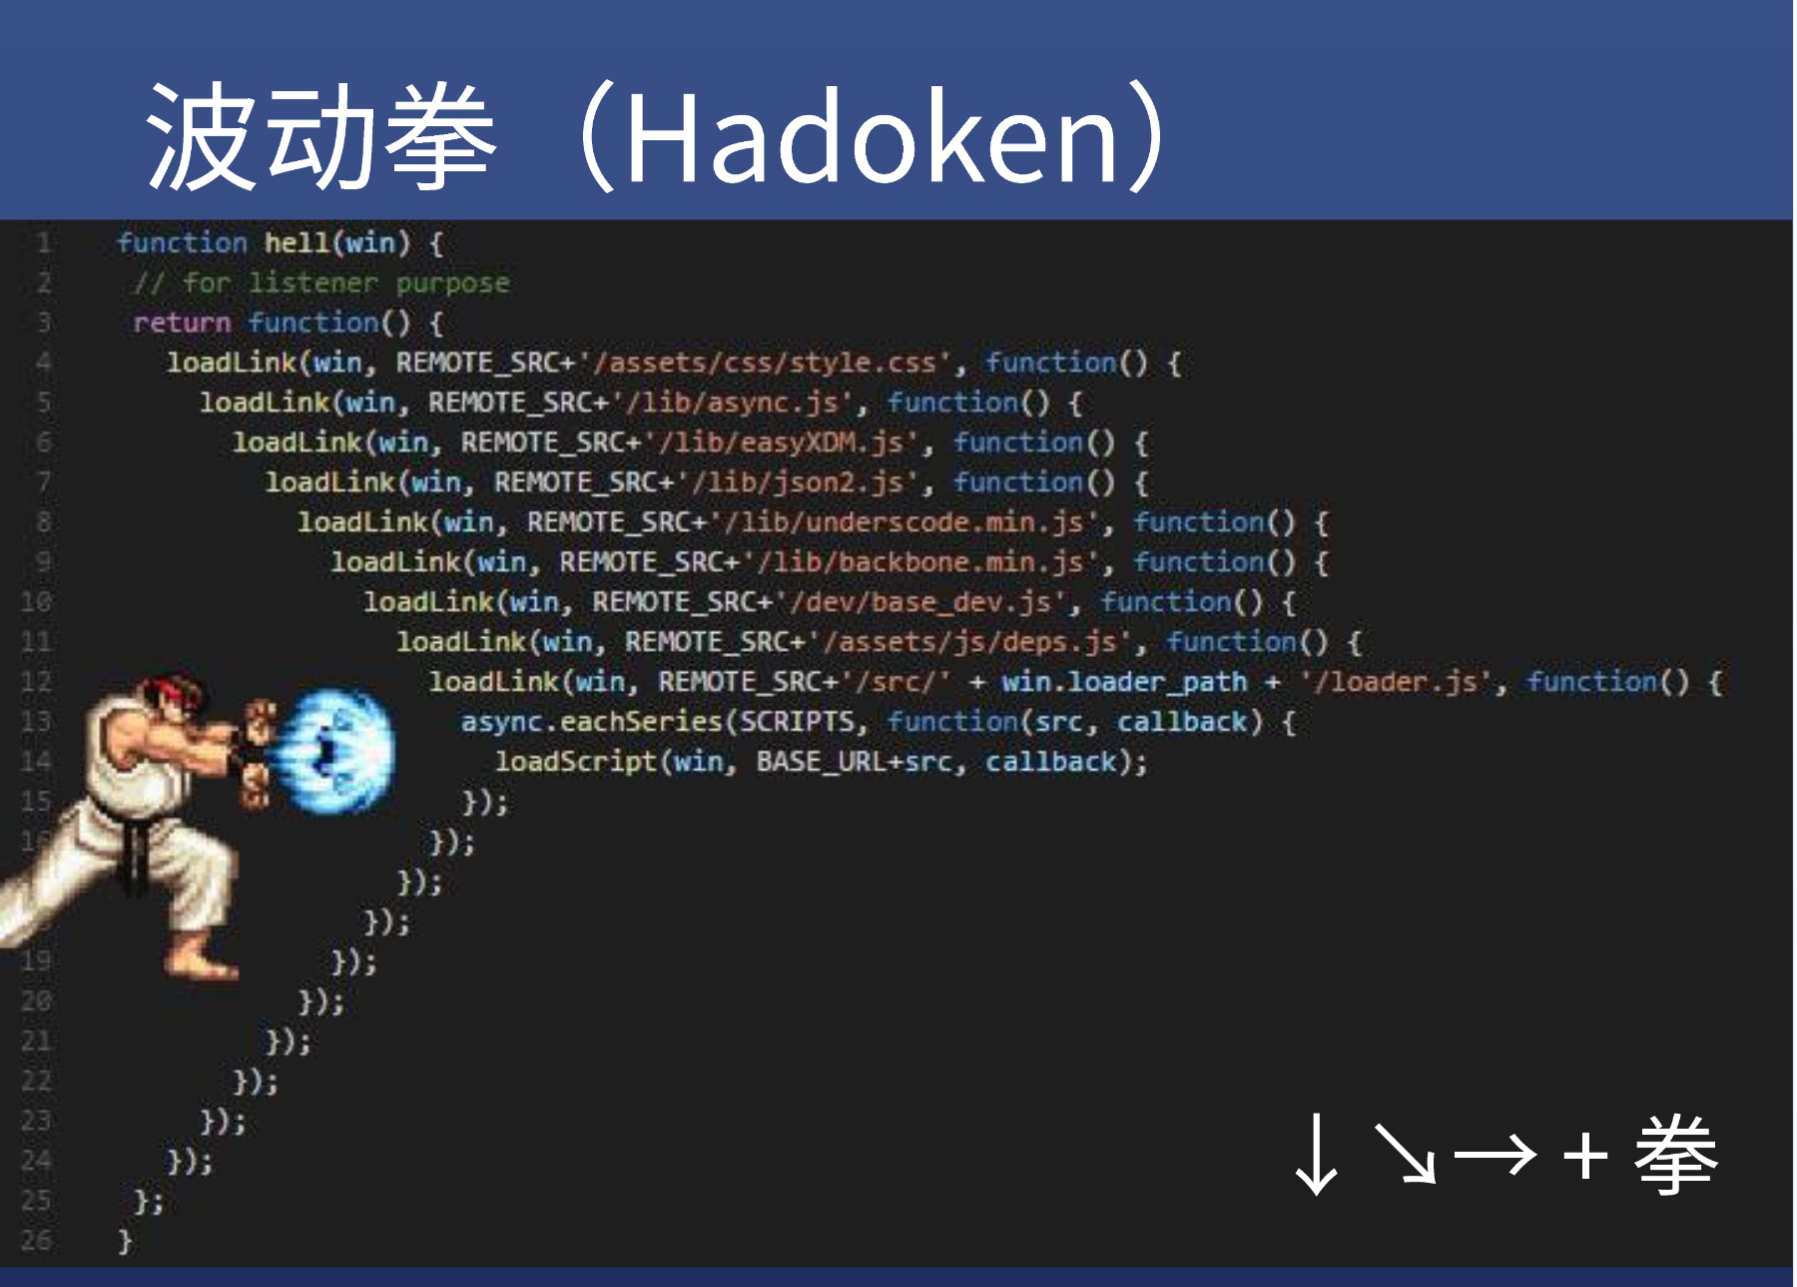 波动拳（Hadoken）
1 function hell(win) {
2 // for listener purpose
3 return function() {
4 loadLink(win, REMOTE_SRC+'/assets/css/style.css', function() {
5 loadLink(win, REMOTE_SRC+'/lib/async.js', function() {
6 loadLink(win, REMOTE_SRC+'/lib/easyXDM.js', function() {
7 loadLink(win, REMOTE_SRC+'/lib/json2.js', function() {
8 loadLink(win, REMOTE_SRC+'/lib/underscode.min.js', function() {
9 loadLink(win, REMOTE_SRC+'/lib/backbone.min.js', function() {
10 loadLink(win, REMOTE_SRC+'/dev/base_dev.js', function() {
11 loadLink(win, REMOTE_SRC+'/assets/js/deps.js', function() {
12 loadLink(win, REMOTE_SRC+'/src/' + win.loader_path + '/loader.js', function() {
13 async.eachSeries(SCRIPTS, function(src, callback) {
14 loadScript(win, BASE_URL+src, callback);
15 });
});
});
});
19 });
20 });
21 });
22 });
23 });
24 });
25 };
26 }
↓ ↘ → + 拳